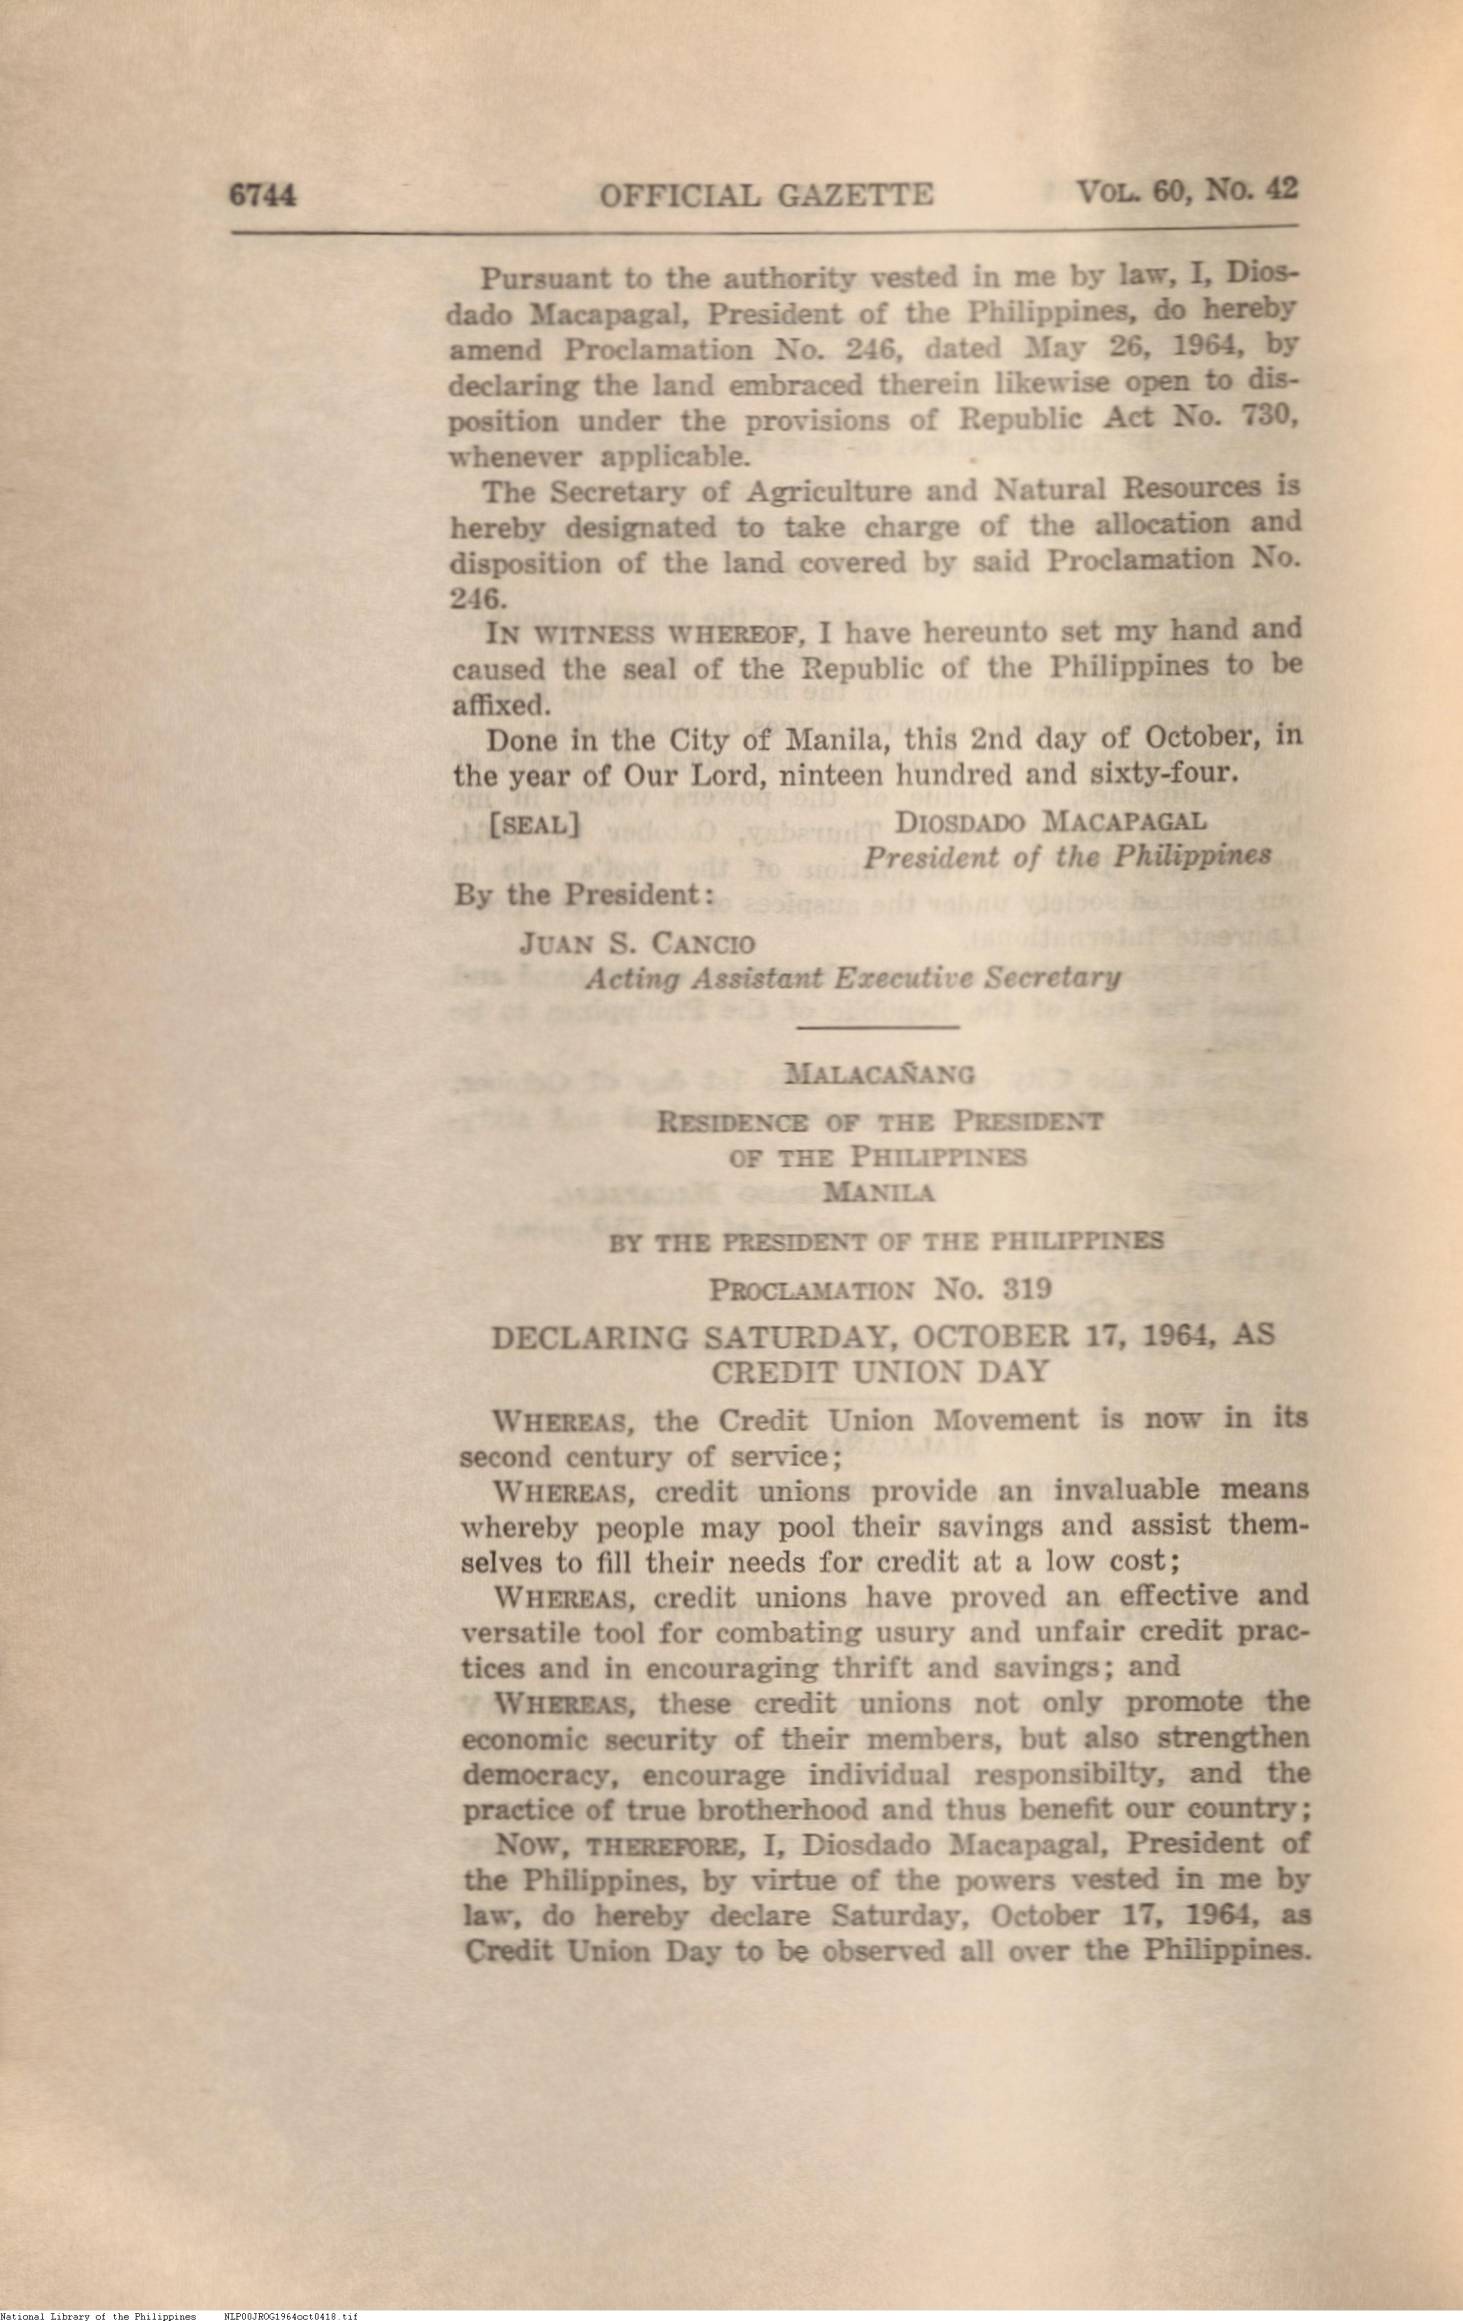 6744 OFFICIAL GAZETTE VOL. 60, NO. 42
Pursuant to the authority vested in me by law, I, Dios-
dado Macapagal, President of the Philippines, do hereby
amend Proclamation No. 246, dated May 26, 1964, by
declaring the land embraced therein likewise open to dis-
position under the provisions of Republic Act No. 730,
whenever applicable.
The Secretary of Agriculture and Natural Resources is
hereby designated to take charge of the allocation and
disposition of the land covered by said Proclamation No.
246.
IN WITNESS WHEREOF, I have hereunto set my hand and
caused the seal of the Republic of the Philippines to be
affixed.
Done in the City of Manila, this 2nd day of October, in
the year of Our Lord, ninteen hundred and sixty-four.
[SEAL] DIOSDADO MACAPAGAL
President of the Philippines
By the President:
JUAN S. CANCIO
Acting Assistant Executive Secretary
MALACAÑANG
RESIDENCE OF THE PRESIDENT
OF THE PHILIPPINES
MANILA
BY THE PRESIDENT OF THE PHILIPPINES
PROCLAMATION NO. 319
DECLARING SATURDAY, OCTOBER 17, 1964, AS
CREDIT UNION DAY
WHEREAS, the Credit Union Movement is now in its
second century of service;
WHEREAS, credit unions provide an invaluable means
whereby people may pool their savings and assist them-
selves to fill their needs for credit at a low cost;
WHEREAS, credit unions have proved an effective and
versatile tool for combating usury and unfair credit prac-
tices and in encouraging thrift and savings; and
WHEREAS, these credit unions not only promote the
economic security of their members, but also strengthen
democracy, encourage individual responsibilty, and the
practice of true brotherhood and thus benefit our country;
NOW, THEREFORE, I, Diosdado Macapagal, President of
the Philippines, by virtue of the powers vested in me by
law, do hereby declare Saturday, October 17, 1964, as
Credit Union Day to be observed all over the Philippines.
National Library of the Philippines NLP00JROG1964oct0418.tif